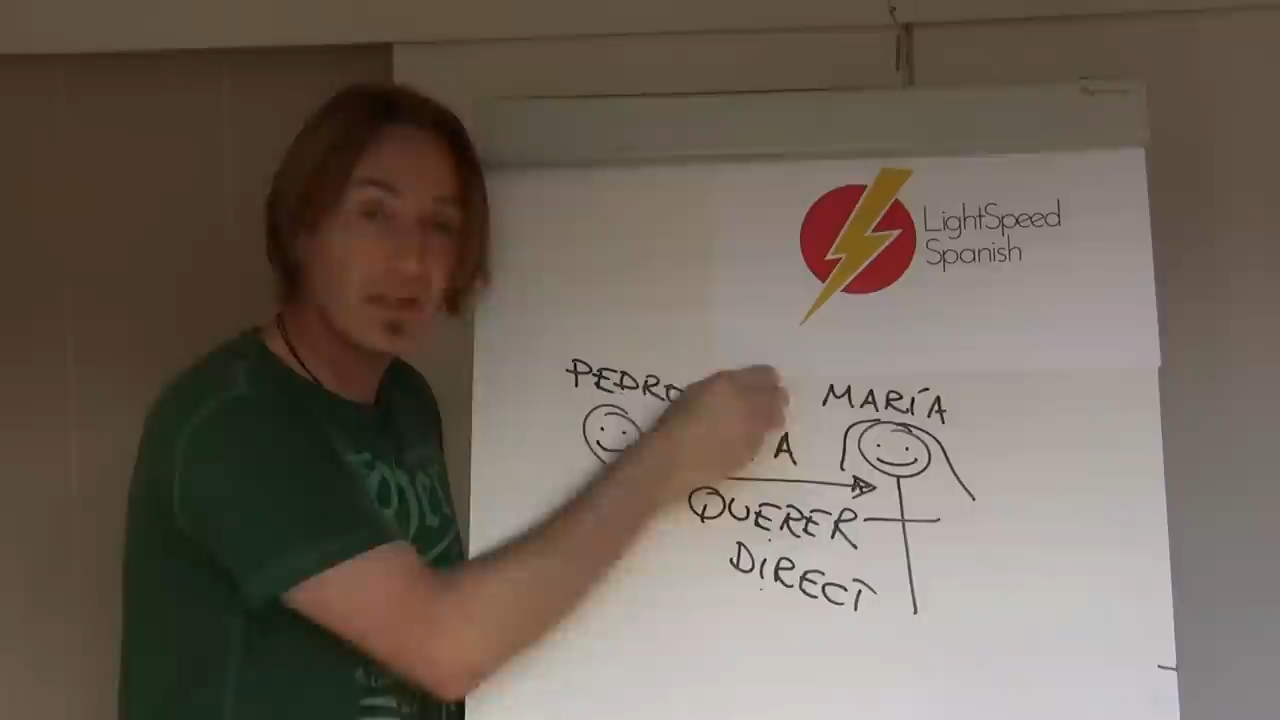 LightSpeed
Spanish
PEDRO MARÍA
A
QUERER
DIRECT